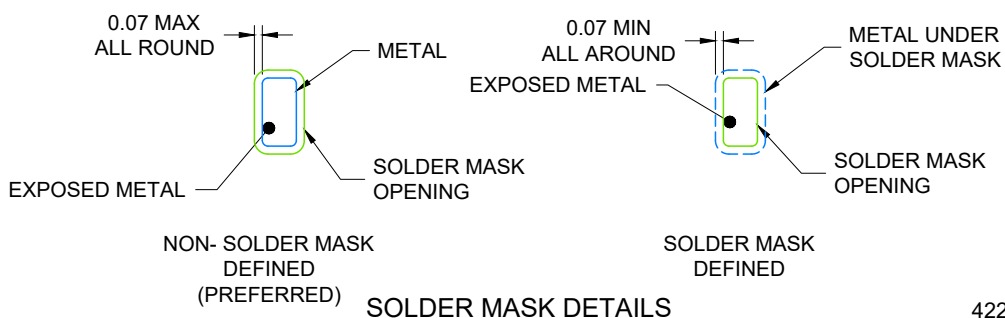 0.07 MAX
ALL ROUND
METAL
EXPOSED METAL
SOLDER MASK
OPENING
NON- SOLDER MASK
DEFINED
(PREFERRED)
0.07 MIN
ALL AROUND
EXPOSED METAL
METAL UNDER
SOLDER MASK
SOLDER MASK
OPENING
SOLDER MASK
DEFINED
SOLDER MASK DETAILS
422